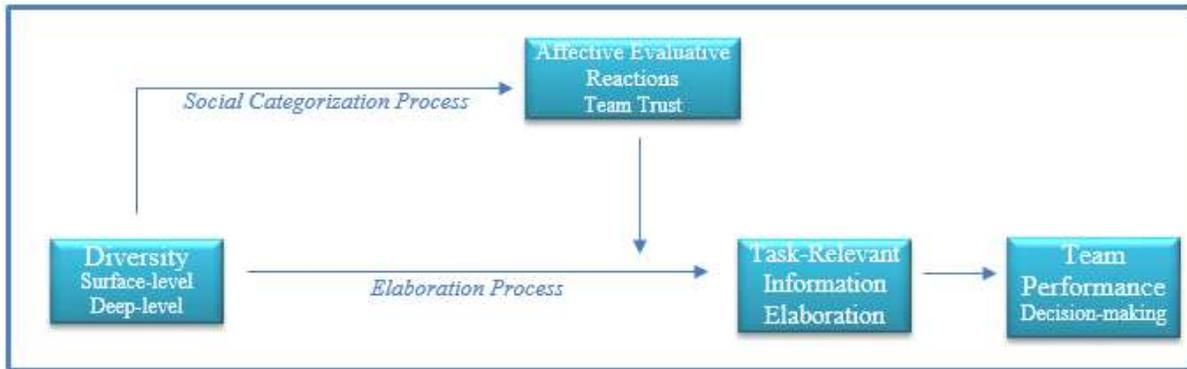 Affective Evaluative
Reactions
Team Trust
Social Categorization Process
Diversity
Surface-level
Deep-level
Elaboration Process
Task-Relevant
Information
Elaboration
Team
Performance
Decision-making